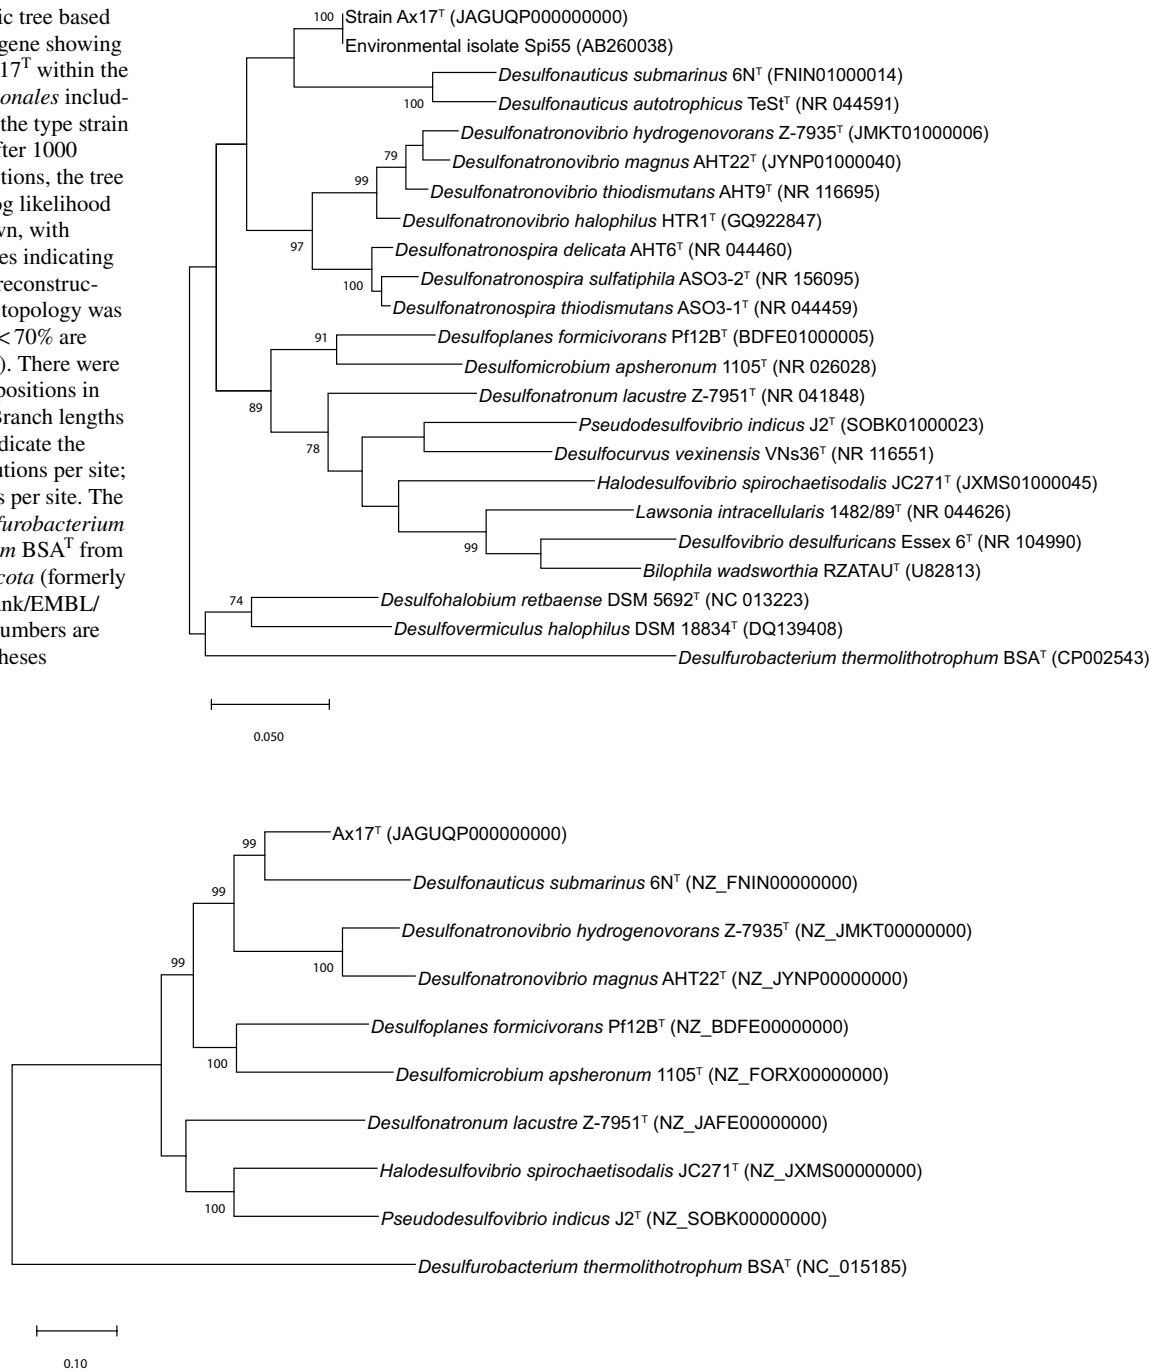 ic tree based
gene showing
17ᵀ within the
onales includ-
the type strain
fter 1000
tions, the tree
og likelihood
wn, with
es indicating
reconstruc-
topology was
< 70% are
). There were
positions in
Branch lengths
dicate the
utions per site;
s per site. The
furobacterium
m BSAᵀ from
cota (formerly
ank/EMBL/
umbers are
theses
100
Strain Ax17ᵀ (JAGUQP000000000)
Environmental isolate Spi55 (AB260038)
Desulfonauticus submarinus 6Nᵀ (FNIN01000014)
100
Desulfonauticus autotrophicus TeStᵀ (NR 044591)
Desulfonatronovibrio hydrogenovorans Z-7935ᵀ (JMKT01000006)
79
Desulfonatronovibrio magnus AHT22ᵀ (JYNP01000040)
99
Desulfonatronovibrio thiodismutans AHT9ᵀ (NR 116695)
Desulfonatronovibrio halophilus HTR1ᵀ (GQ922847)
97
Desulfonatronospira delicata AHT6ᵀ (NR 044460)
Desulfonatronospira sulfatiphila ASO3-2ᵀ (NR 156095)
100
Desulfonatronospira thiodismutans ASO3-1ᵀ (NR 044459)
91
Desulfoplanes formicivorans Pf12Bᵀ (BDFE01000005)
Desulfomicrobium apsheronum 1105ᵀ (NR 026028)
89
Desulfonatronum lacustre Z-7951ᵀ (NR 041848)
78
Pseudodesulfovibrio indicus J2ᵀ (SOBK01000023)
Desulfocurvus vexinensis VNs36ᵀ (NR 116551)
Halodesulfovibrio spirochaetisodalis JC271ᵀ (JXMS01000045)
Lawsonia intracellularis 1482/89ᵀ (NR 044626)
99
Desulfovibrio desulfuricans Essex 6ᵀ (NR 104990)
Bilophila wadsworthia RZATAUᵀ (U82813)
74
Desulfohalobium retbaense DSM 5692ᵀ (NC 013223)
Desulfovermiculus halophilus DSM 18834ᵀ (DQ139408)
Desulfurobacterium thermolithotrophum BSAᵀ (CP002543)
0.050
99
Ax17ᵀ (JAGUQP000000000)
99
Desulfonauticus submarinus 6Nᵀ (NZ_FNIN00000000)
Desulfonatronovibrio hydrogenovorans Z-7935ᵀ (NZ_JMKT00000000)
99
100
Desulfonatronovibrio magnus AHT22ᵀ (NZ_JYNP00000000)
Desulfoplanes formicivorans Pf12Bᵀ (NZ_BDFE00000000)
100
Desulfomicrobium apsheronum 1105ᵀ (NZ_FORX00000000)
Desulfonatronum lacustre Z-7951ᵀ (NZ_JAFE00000000)
Halodesulfovibrio spirochaetisodalis JC271ᵀ (NZ_JXMS00000000)
100
Pseudodesulfovibrio indicus J2ᵀ (NZ_SOBK00000000)
Desulfurobacterium thermolithotrophum BSAᵀ (NC_015185)
0.10